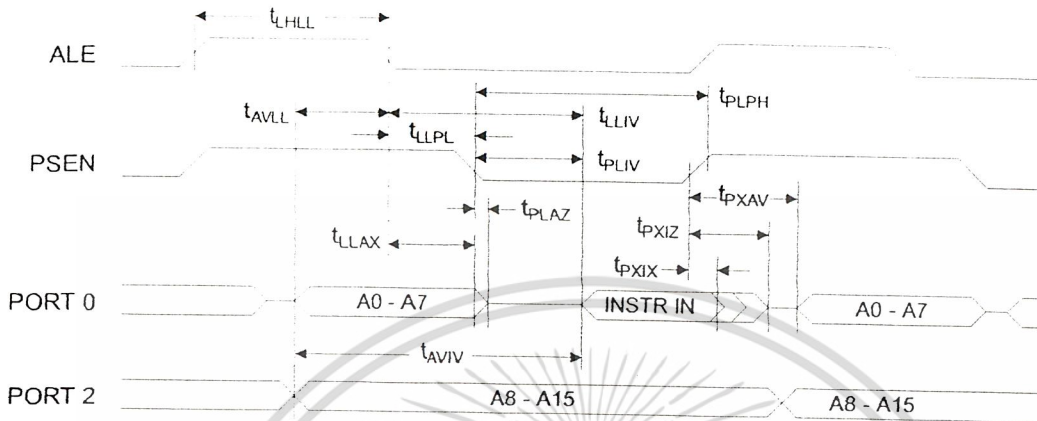 tLHLL
ALE
tPLPH
tAVLL
tLLIV
tLLPL
PSEN
tPLIV
tPXAV
tPLAZ
tPXIZ
tLLAX
tPXIX
PORT 0
A0 - A7
INSTR IN
A0 - A7
tAVIV
PORT 2
A8 - A15
A8 - A15